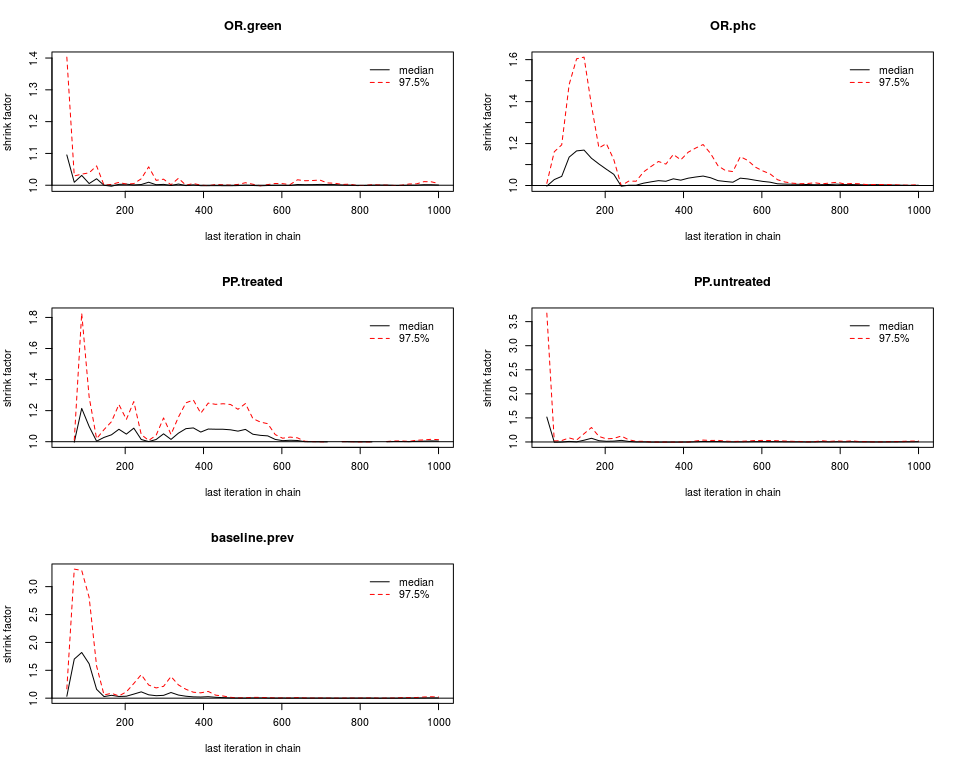 OR.green
shrink factor
1.0 1.1 1.2 1.3 1.4
median
97.5%
200 400 600 800 1000
last iteration in chain
OR.phc
shrink factor
1.0 1.2 1.4 1.6
median
97.5%
200 400 600 800 1000
last iteration in chain
PP.treated
shrink factor
1.0 1.2 1.4 1.6 1.8
median
97.5%
200 400 600 800 1000
last iteration in chain
PP.untreated
shrink factor
1.0 1.5 2.0 2.5 3.0 3.5
median
97.5%
200 400 600 800 1000
last iteration in chain
baseline.prev
shrink factor
1.0 1.5 2.0 2.5 3.0
median
97.5%
200 400 600 800 1000
last iteration in chain